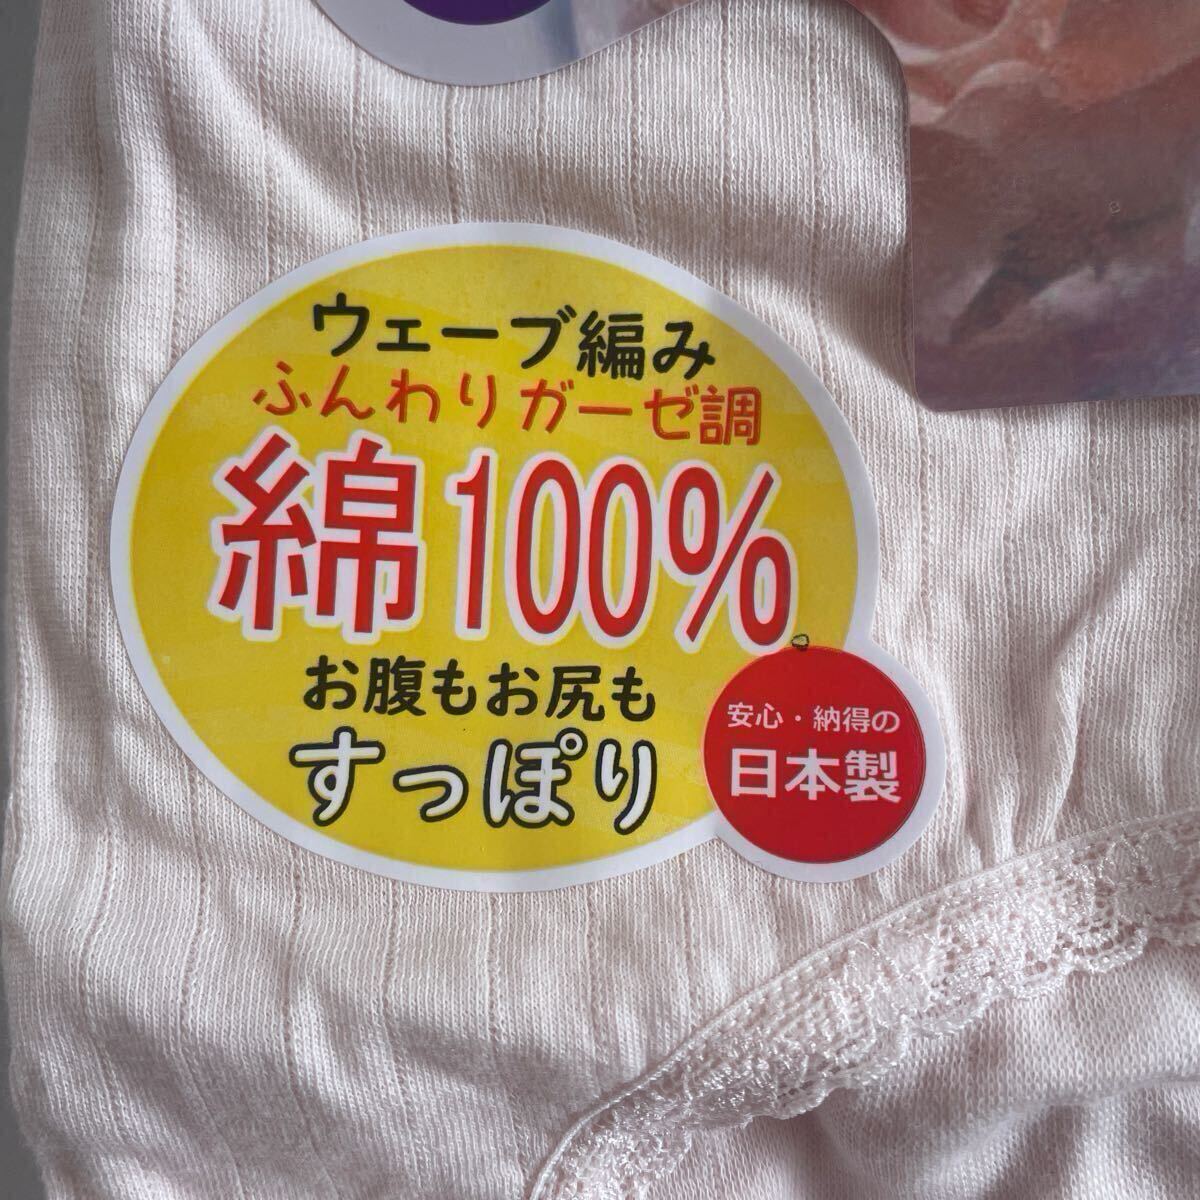 ウェーブ編み
ふんわりガーゼ調
綿100%
お腹もお尻も
すっぽり
安心・納得の
日本製